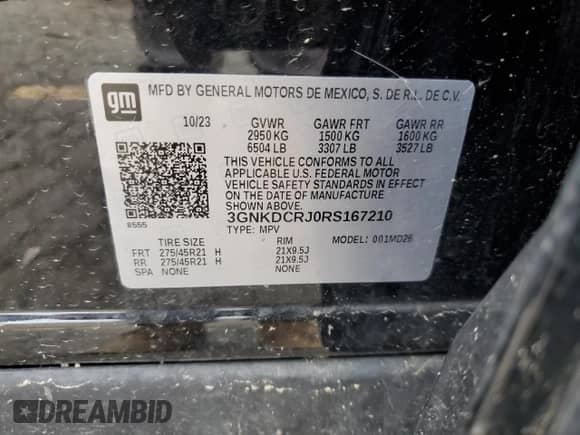 gm
MFD BY GENERAL MOTORS DE MEXICO, S. DE R.L. DE C.V.
10/23 GVWR GAWR FRT GAWR RR
2950 KG 1500 KG 1600 KG
6504 LB 3307 LB 3527 LB
THIS VEHICLE CONFORMS TO ALL
APPLICABLE U.S. FEDERAL MOTOR
VEHICLE SAFETY STANDARDS IN EFFECT
ON THE DATE OF MANUFACTURE
SHOWN ABOVE.
3GNKDCRJ0RS167210
8555 TYPE: MPV MODEL: 001MD26
TIRE SIZE RIM
FRT 275/45R21 H 21X9.5J
RR 275/45R21 H 21X9.5J
SPA NONE NONE
DREAMBID